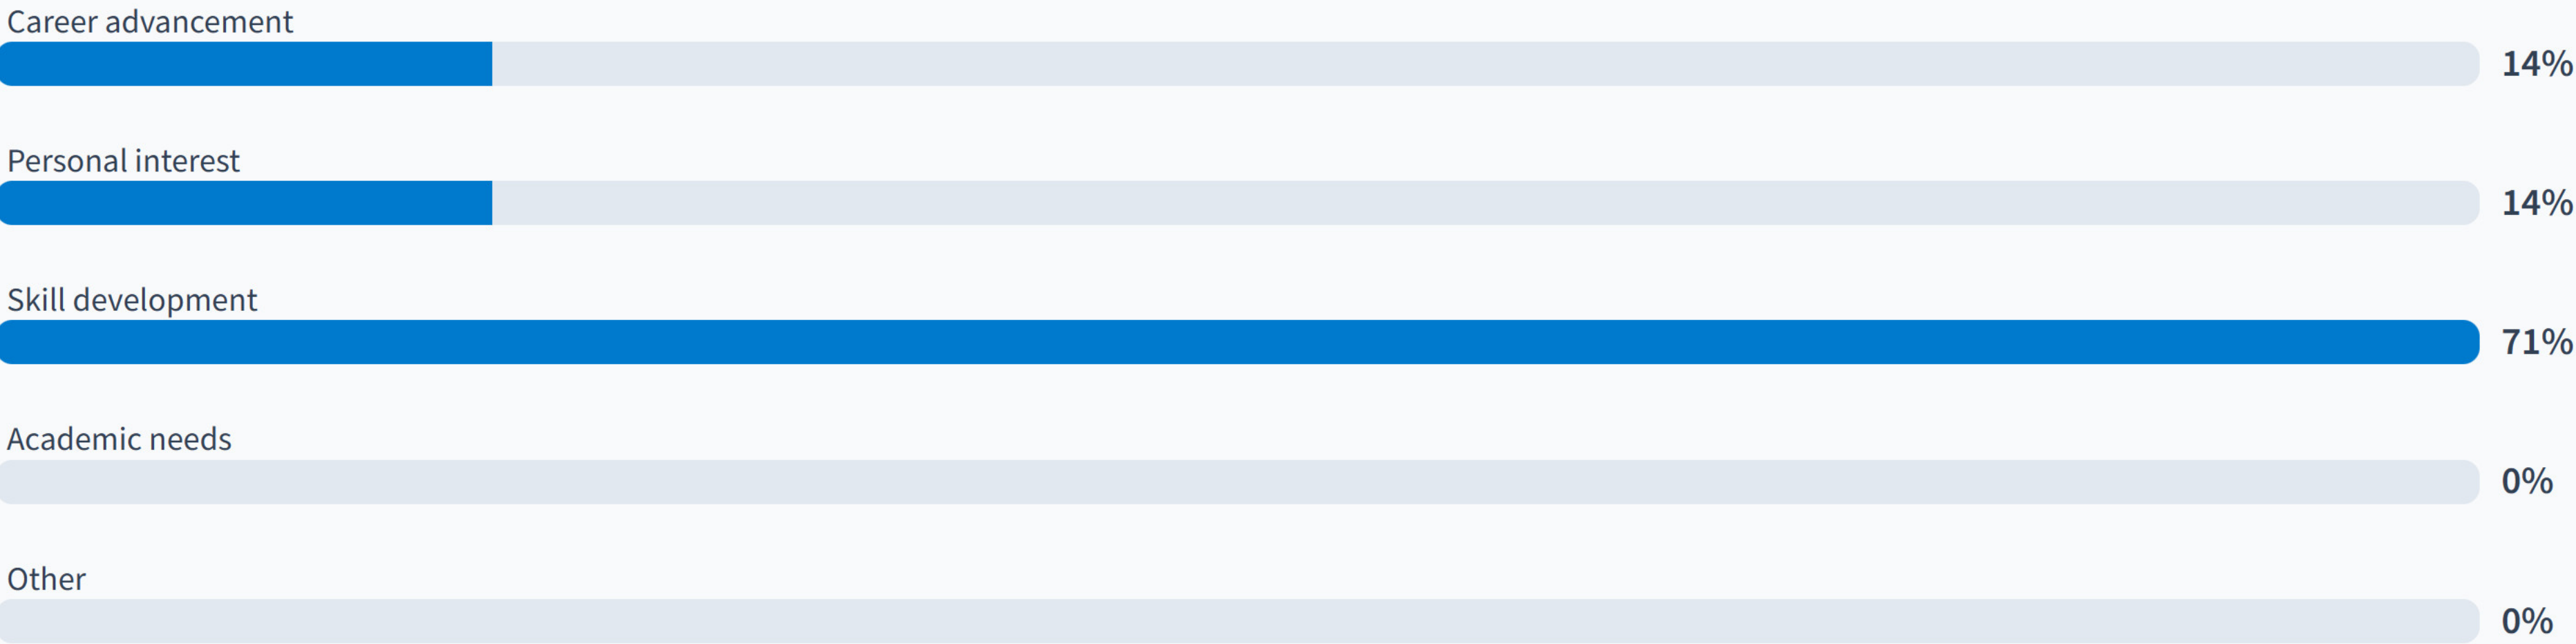 Career advancement
14%
Personal interest
14%
Skill development
71%
Academic needs
0%
Other
0%